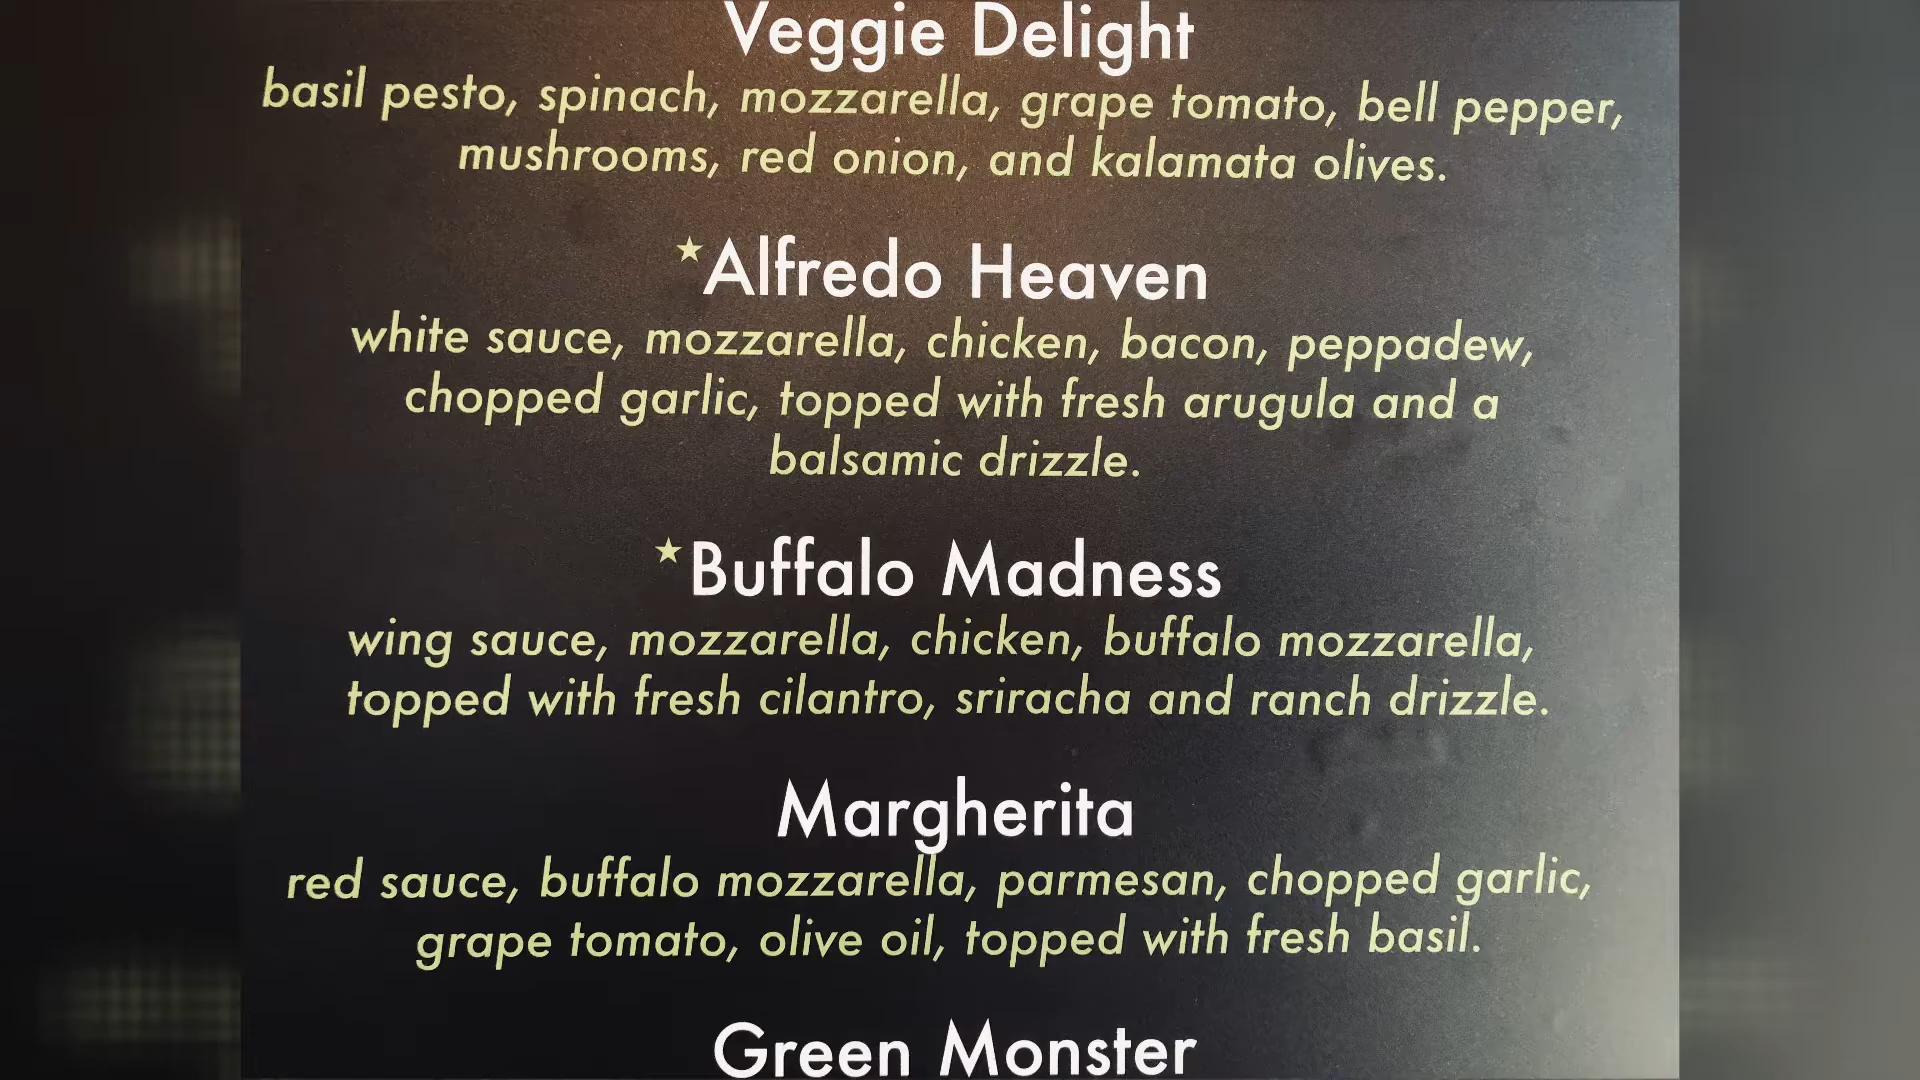 Veggie Delight
basil pesto, spinach, mozzarella, grape tomato, bell pepper,
mushrooms, red onion, and kalamata olives.
★Alfredo Heaven
white sauce, mozzarella, chicken, bacon, peppadew,
chopped garlic, topped with fresh arugula and a
balsamic drizzle.
★Buffalo Madness
wing sauce, mozzarella, chicken, buffalo mozzarella,
topped with fresh cilantro, sriracha and ranch drizzle.
Margherita
red sauce, buffalo mozzarella, parmesan, chopped garlic,
grape tomato, olive oil, topped with fresh basil.
Green Monster